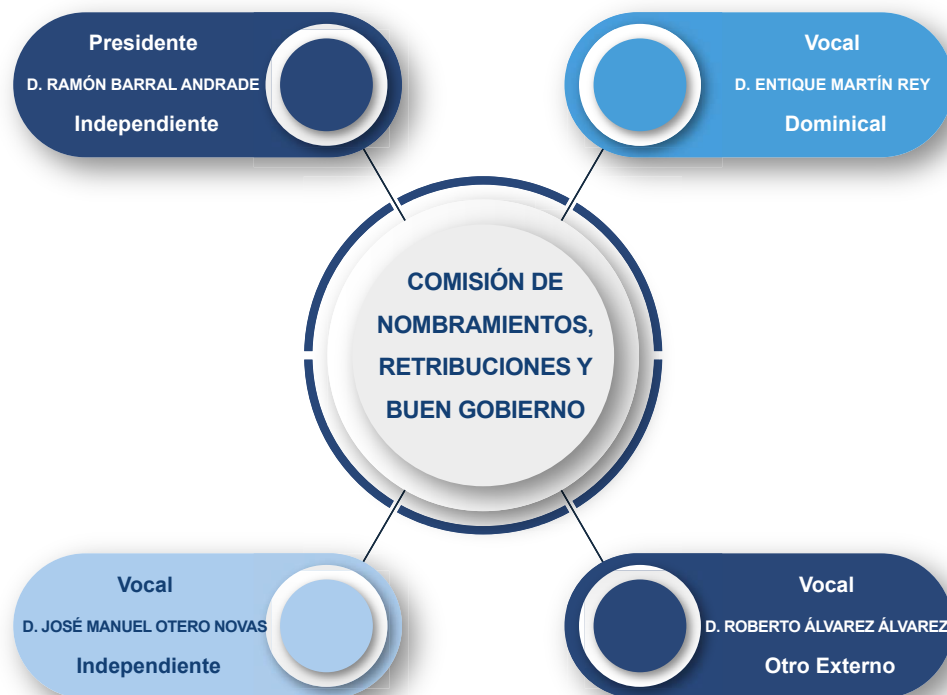 Presidente
D. RAMÓN BARRAL ANDRADE
Independiente
Vocal
D. ENTIQUE MARTÍN REY
Dominical
COMISIÓN DE
NOMBRAMIENTOS,
RETRIBUCIONES Y
BUEN GOBIERNO
Vocal
D. JOSÉ MANUEL OTERO NOVAS
Independiente
Vocal
D. ROBERTO ÁLVAREZ ÁLVAREZ
Otro Externo